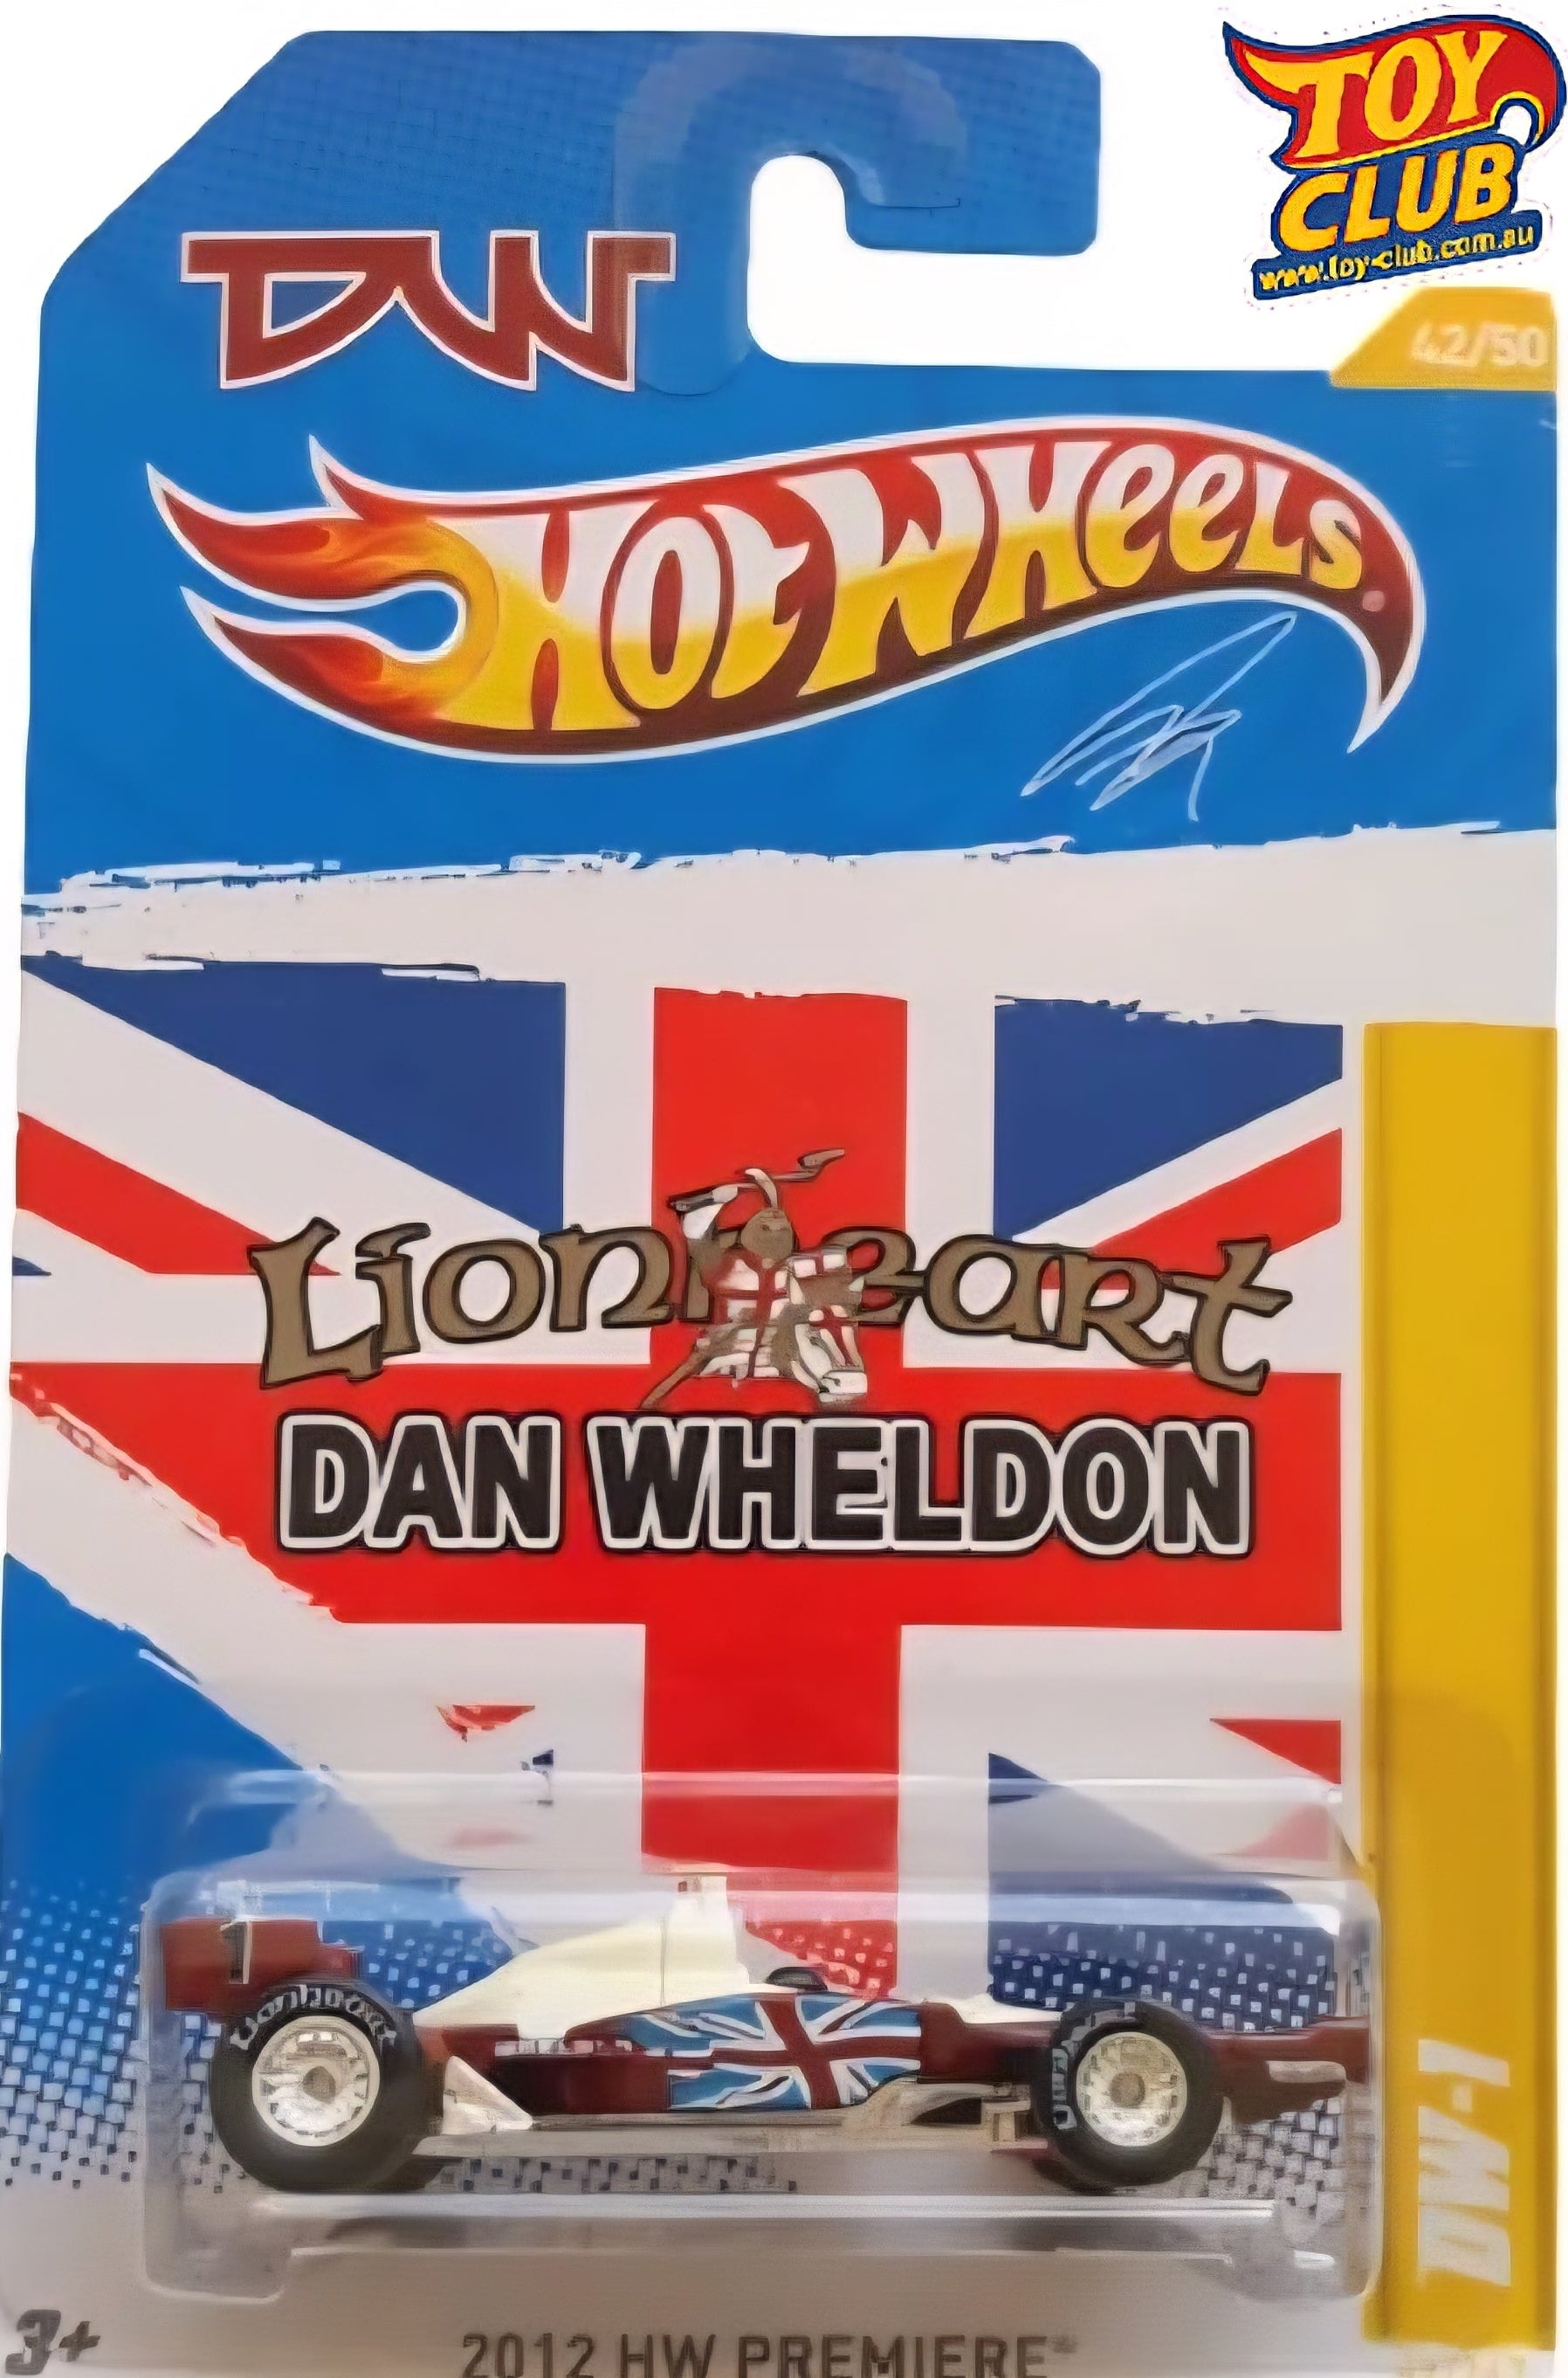 TOY
CLUB
www.toy-club.com.au
DW
42/50
Hot Wheels
Lionheart
DAN WHELDON
1
DW-1
3+
2012 HW PREMIERE